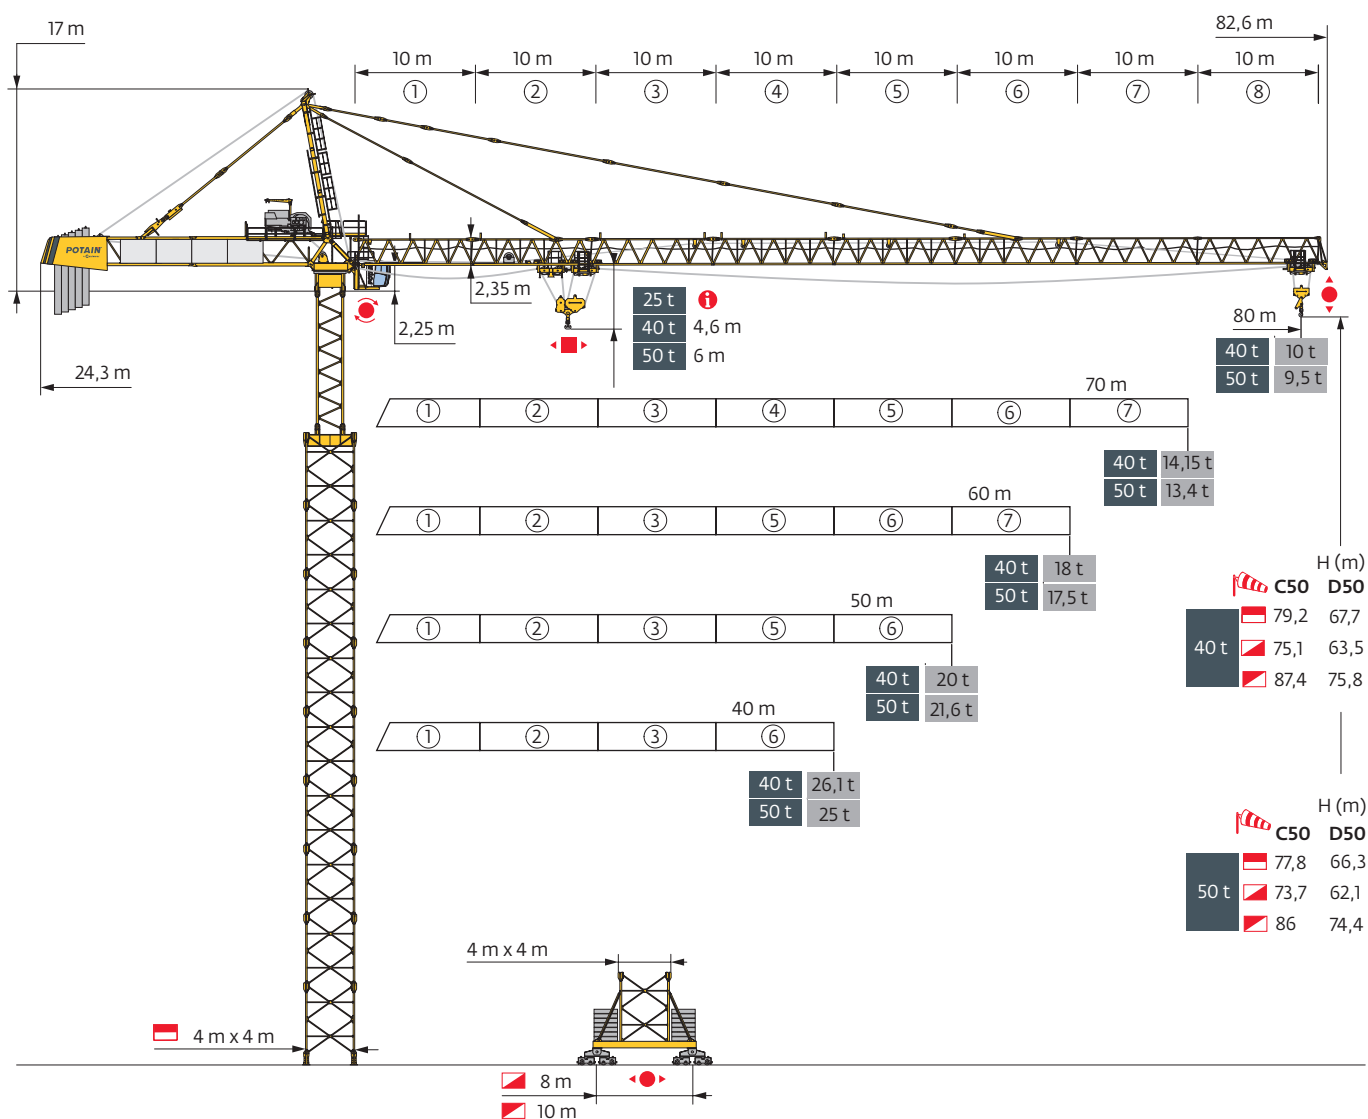 17 m
82,6 m
10 m 10 m 10 m 10 m 10 m 10 m 10 m 10 m
① ② ③ ④ ⑤ ⑥ ⑦ ⑧
POTAIN
2,35 m
2,25 m
24,3 m
25 t i
40 t 4,6 m
50 t 6 m
80 m
40 t 10 t
50 t 9,5 t
70 m
① ② ③ ④ ⑤ ⑥ ⑦
40 t 14,15 t
50 t 13,4 t
60 m
① ② ③ ⑤ ⑥ ⑦
40 t 18 t
50 t 17,5 t
50 m
① ② ③ ⑤ ⑥
40 t 20 t
50 t 21,6 t
40 m
① ② ③ ⑥
40 t 26,1 t
50 t 25 t
H (m)
C50 D50
40 t
79,2 67,7
75,1 63,5
87,4 75,8
H (m)
C50 D50
50 t
77,8 66,3
73,7 62,1
86 74,4
4 m x 4 m
4 m x 4 m
8 m
10 m